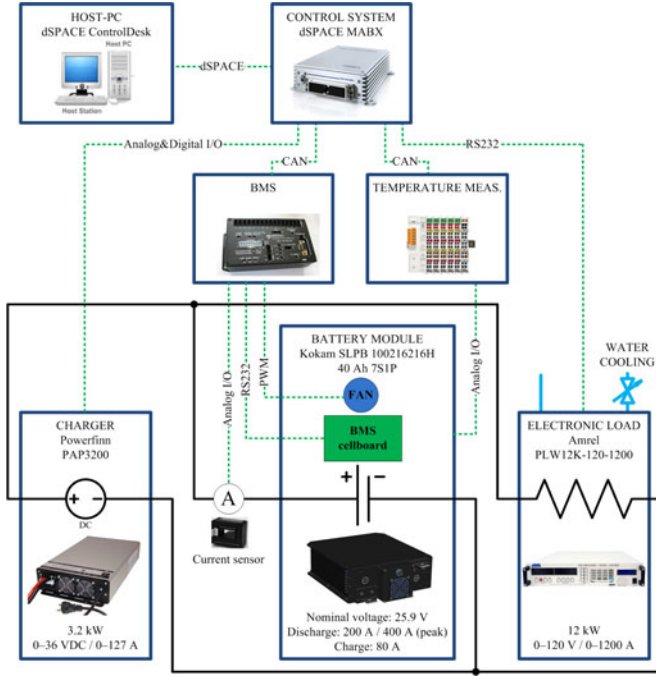 HOST-PC
dSPACE ControlDesk
Host PC
Host Station
dSPACE
CONTROL SYSTEM
dSPACE MABX
Analog&Digital I/O
CAN
CAN
RS232
BMS
TEMPERATURE MEAS.
Analog I/O
RS232
PWM
BATTERY MODULE
Kokam SLPB 100216216H
40 Ah 7S1P
FAN
BMS
cellboard
Analog I/O
WATER
COOLING
CHARGER
Powerfinn
PAP3200
+ −
DC
A
Current sensor
+ −
ELECTRONIC LOAD
Amrel
PLW12K-120-1200
3.2 kW
0–36 VDC / 0–127 A
Nominal voltage: 25.9 V
Discharge: 200 A / 400 A (peak)
Charge: 80 A
12 kW
0–120 V / 0–1200 A